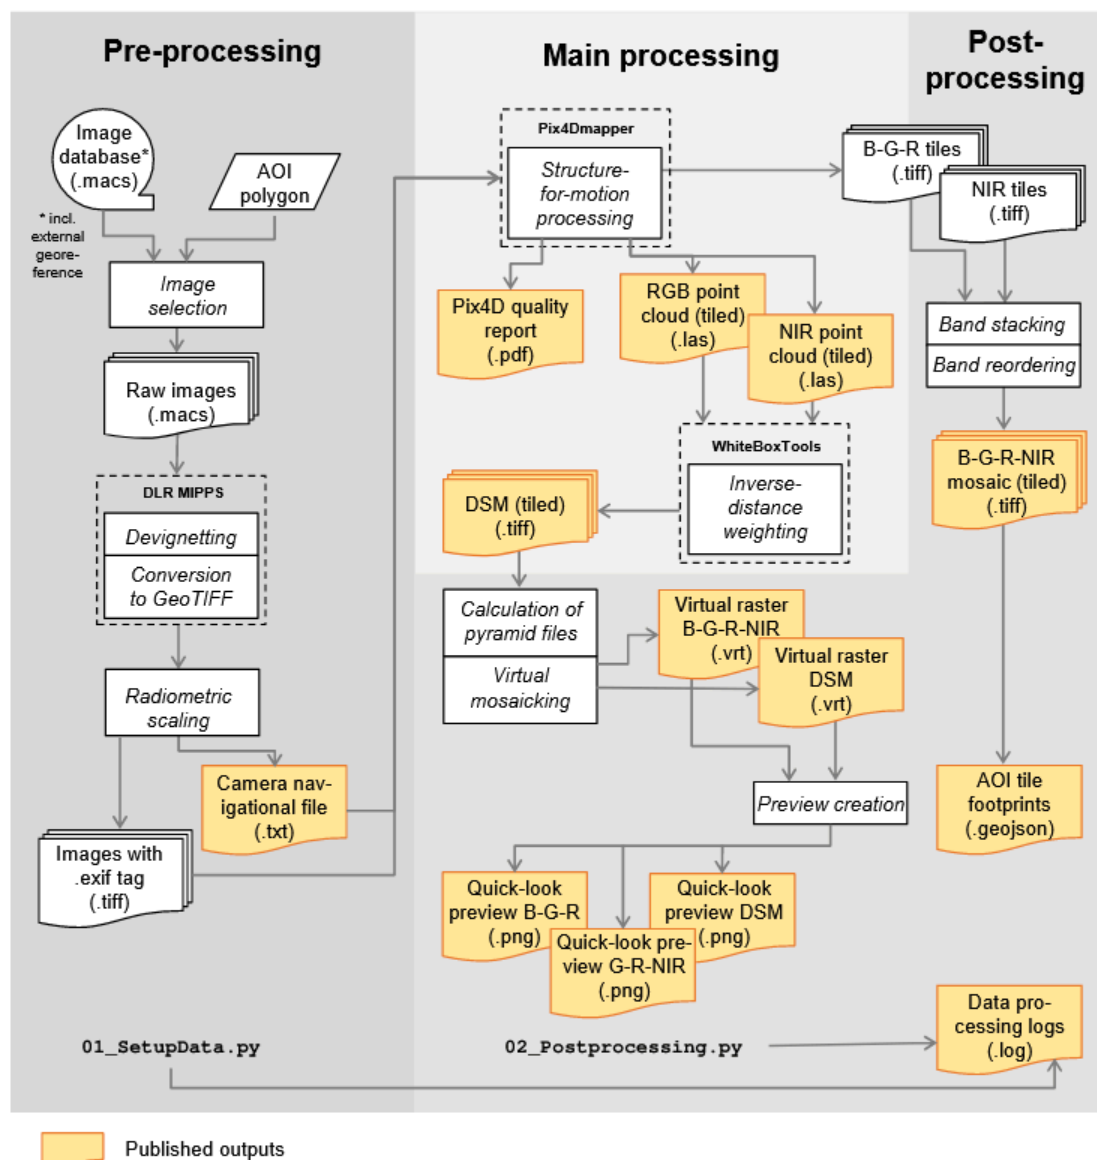 Pre-processing
Main processing
Post-
processing
Image
database*
(.macs)
AOI
polygon
* incl.
external
geore-
ference
Image
selection
Raw images
(.macs)
DLR MIPPS
Devignetting
Conversion
to GeoTIFF
Radiometric
scaling
Camera nav-
igational file
(.txt)
Images with
.exif tag
(.tiff)
01_SetupData.py
Pix4Dmapper
Structure-
for-motion
processing
Pix4D quality
report
(.pdf)
RGB point
cloud (tiled)
(.las)
NIR point
cloud (tiled)
(.las)
WhiteBoxTools
Inverse-
distance
weighting
DSM (tiled)
(.tiff)
Calculation of
pyramid files
Virtual
mosaicking
Virtual raster
B-G-R-NIR
(.vrt)
Virtual raster
DSM
(.vrt)
Preview creation
Quick-look
preview B-G-R
(.png)
Quick-look pre-
view G-R-NIR
(.png)
Quick-look
preview DSM
(.png)
02_Postprocessing.py
B-G-R tiles
(.tiff)
NIR tiles
(.tiff)
Band stacking
Band reordering
B-G-R-NIR
mosaic (tiled)
(.tiff)
AOI tile
footprints
(.geojson)
Data pro-
cessing logs
(.log)
Published outputs